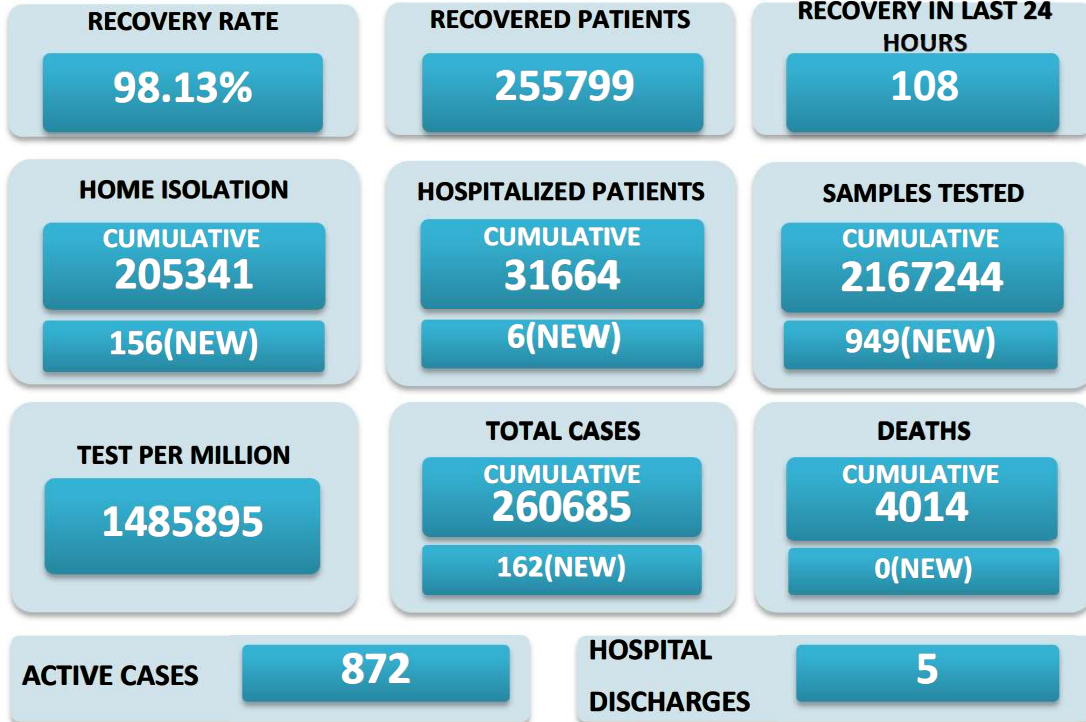 RECOVERY RATE
98.13%
RECOVERED PATIENTS
255799
RECOVERY IN LAST 24
HOURS
108
HOME ISOLATION
CUMULATIVE
205341
156(NEW)
HOSPITALIZED PATIENTS
CUMULATIVE
31664
6(NEW)
SAMPLES TESTED
CUMULATIVE
2167244
949(NEW)
TEST PER MILLION
1485895
TOTAL CASES
CUMULATIVE
260685
162(NEW)
DEATHS
CUMULATIVE
4014
0(NEW)
ACTIVE CASES
872
HOSPITAL
DISCHARGES
5